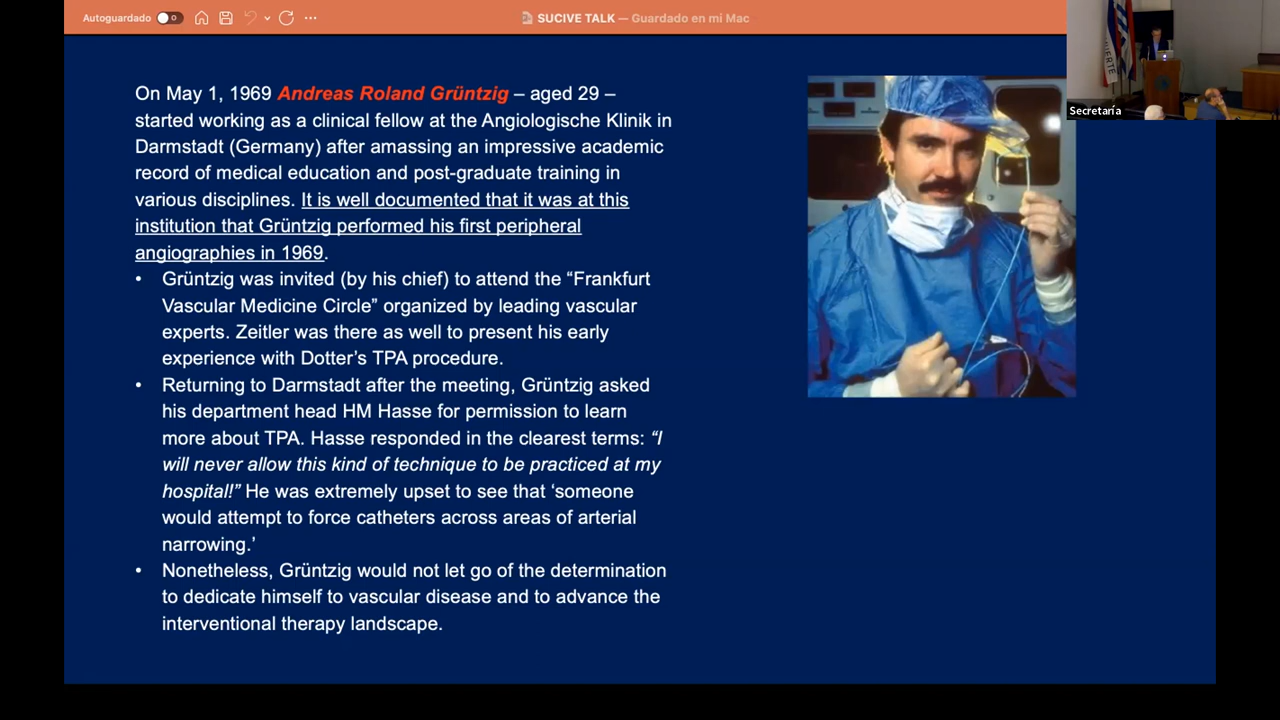 Autoguardado
SUCIVE TALK — Guardado en mi Mac
Secretaría
On May 1, 1969 Andreas Roland Grüntzig – aged 29 –
started working as a clinical fellow at the Angiologische Klinik in
Darmstadt (Germany) after amassing an impressive academic
record of medical education and post-graduate training in
various disciplines. It is well documented that it was at this
institution that Grüntzig performed his first peripheral
angiographies in 1969.
• Grüntzig was invited (by his chief) to attend the “Frankfurt
Vascular Medicine Circle” organized by leading vascular
experts. Zeitler was there as well to present his early
experience with Dotter’s TPA procedure.
• Returning to Darmstadt after the meeting, Grüntzig asked
his department head HM Hasse for permission to learn
more about TPA. Hasse responded in the clearest terms: “I
will never allow this kind of technique to be practiced at my
hospital!” He was extremely upset to see that ‘someone
would attempt to force catheters across areas of arterial
narrowing.’
• Nonetheless, Grüntzig would not let go of the determination
to dedicate himself to vascular disease and to advance the
interventional therapy landscape.